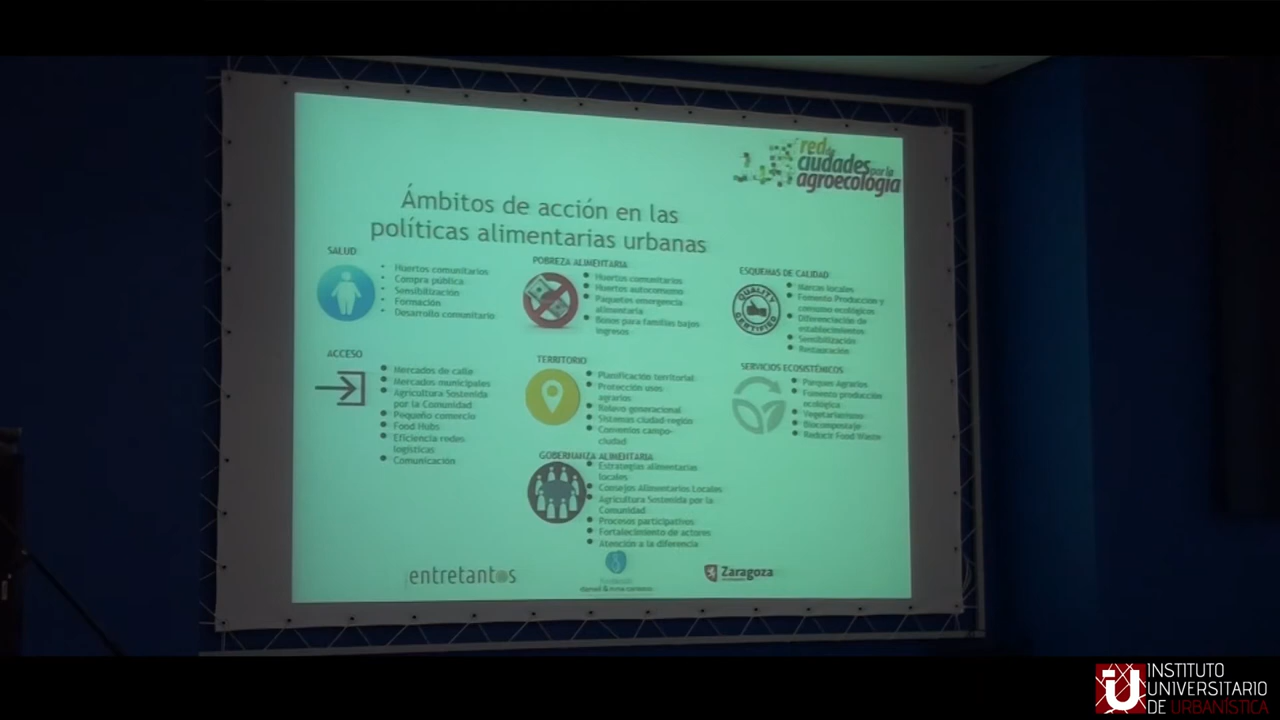 red de
ciudades por la
agroecología
Ámbitos de acción en las
políticas alimentarias urbanas
SALUD
• Huertos comunitarios
• Compra pública
• Sensibilización
• Formación
• Desarrollo comunitario
POBREZA ALIMENTARIA
• Huertos comunitarios
• Huertos autoconsumo
• Paquetes emergencia
alimentaria
• Bonos para familias bajos
ingresos
ESQUEMAS DE CALIDAD
QUALITY
CERTIFIED
• Marcas locales
• Fomento Producción y
consumo ecológicos
• Diferenciación de
establecimientos
• Sensibilización
• Restauración
ACCESO
• Mercados de calle
• Mercados municipales
• Agricultura Sostenida
por la Comunidad
• Pequeño comercio
• Food Hubs
• Eficiencia redes
logísticas
• Comunicación
TERRITORIO
• Planificación territorial
• Protección usos
agrarios
• Relevo generacional
• Sistemas ciudad-región
• Convenios campo-
ciudad
SERVICIOS ECOSISTÉMICOS
• Parques Agrarios
• Fomento producción
ecológica
• Vegetarianismo
• Biocompostaje
• Reducir Food Waste
GOBERNANZA ALIMENTARIA
• Estrategias alimentarias
locales
• Consejos Alimentarios Locales
• Agricultura Sostenida por la
Comunidad
• Procesos participativos
• Fortalecimiento de actores
• Atención a la diferencia
entretantos
daniel & nina carasso
Zaragoza
INSTITUTO
UNIVERSITARIO
DE URBANÍSTICA